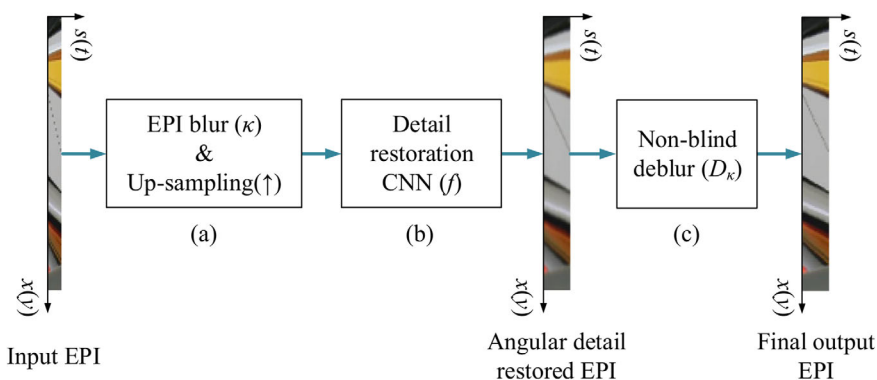 s(t)
s(t)
s(t)
EPI blur (κ)
&
Up-sampling(↑)
Detail
restoration
CNN (f)
Non-blind
deblur (Dκ)
(a)
(b)
(c)
x(y)
x(y)
x(y)
Input EPI
Angular detail
restored EPI
Final output
EPI